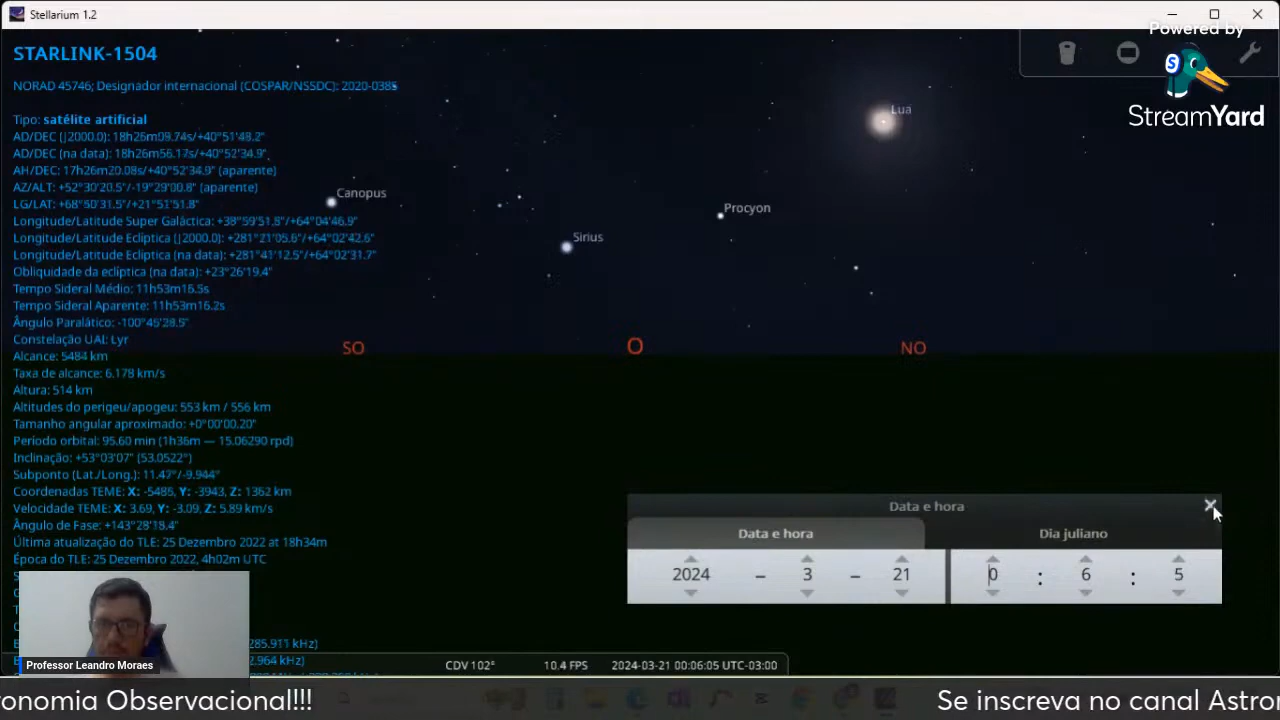 Stellarium 1.2
Powered by
StreamYard
STARLINK-1504
NORAD 45746; Designador internacional (COSPAR/NSSDC): 2020-038S
Tipo: satélite artificial
AD/DEC (J2000.0): 18h26m09.74s/+40°51'48.2"
AD/DEC (na data): 18h26m56.17s/+40°52'34.9"
AH/DEC: 17h26m20.08s/+40°52'34.9" (aparente)
AZ/ALT: +52°30'20.5"/-19°29'00.8" (aparente)
LG/LAT: +68°50'31.5"/+21°51'51.8"
Longitude/Latitude Super Galáctica: +38°59'51.8"/+64°04'46.9"
Longitude/Latitude Eclíptica (J2000.0): +281°21'05.6"/+64°02'42.6"
Longitude/Latitude Eclíptica (na data): +281°41'12.5"/+64°02'31.7"
Obliquidade da eclíptica (na data): +23°26'19.4"
Tempo Sideral Médio: 11h53m16.5s
Tempo Sideral Aparente: 11h53m16.2s
Ângulo Paralático: -100°45'28.5"
Constelação UAI: Lyr
Alcance: 5484 km
Taxa de alcance: 6.178 km/s
Altura: 514 km
Altitudes do perigeu/apogeu: 553 km / 556 km
Tamanho angular aproximado: +0°00'00.20"
Periodo orbital: 95.60 min (1h36m — 15.06290 rpd)
Inclinação: +53°03'07" (53.0522°)
Subponto (Lat./Long.): 11.47°/-9.944°
Coordenadas TEME: X: -5486, Y: -3943, Z: 1362 km
Velocidade TEME: X: 3.69, Y: -3.09, Z: 5.89 km/s
Ângulo de Fase: +143°28'18.4"
Última atualização do TLE: 25 Dezembro 2022 at 18h34m
Época do TLE: 25 Dezembro 2022, 4h02m UTC
285.911 kHz)
2.964 kHz)
Lua
Canopus
Procyon
Sirius
SO
O
NO
Data e hora
Data e hora
Dia juliano
2024 – 3 – 21
0 : 6 : 5
CDV 102°
10.4 FPS
2024-03-21 00:06:05 UTC-03:00
Professor Leandro Moraes
ronomia Observacional!!!
Se inscreva no canal Astron